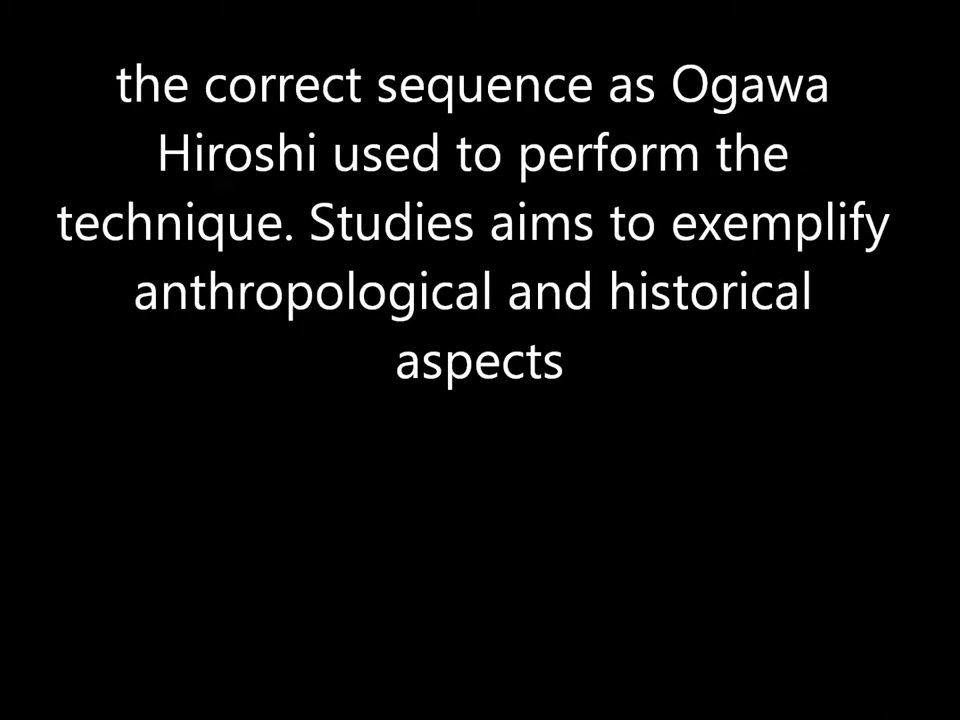 the correct sequence as Ogawa
Hiroshi used to perform the
technique. Studies aims to exemplify
anthropological and historical
aspects